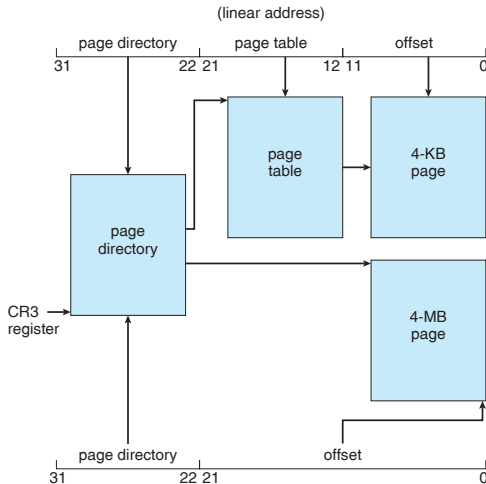 (linear address)
page directory page table offset
31 22 21 12 11 0
page
table
4-KB
page
page
directory
4-MB
page
CR3
register
page directory offset
31 22 21 0